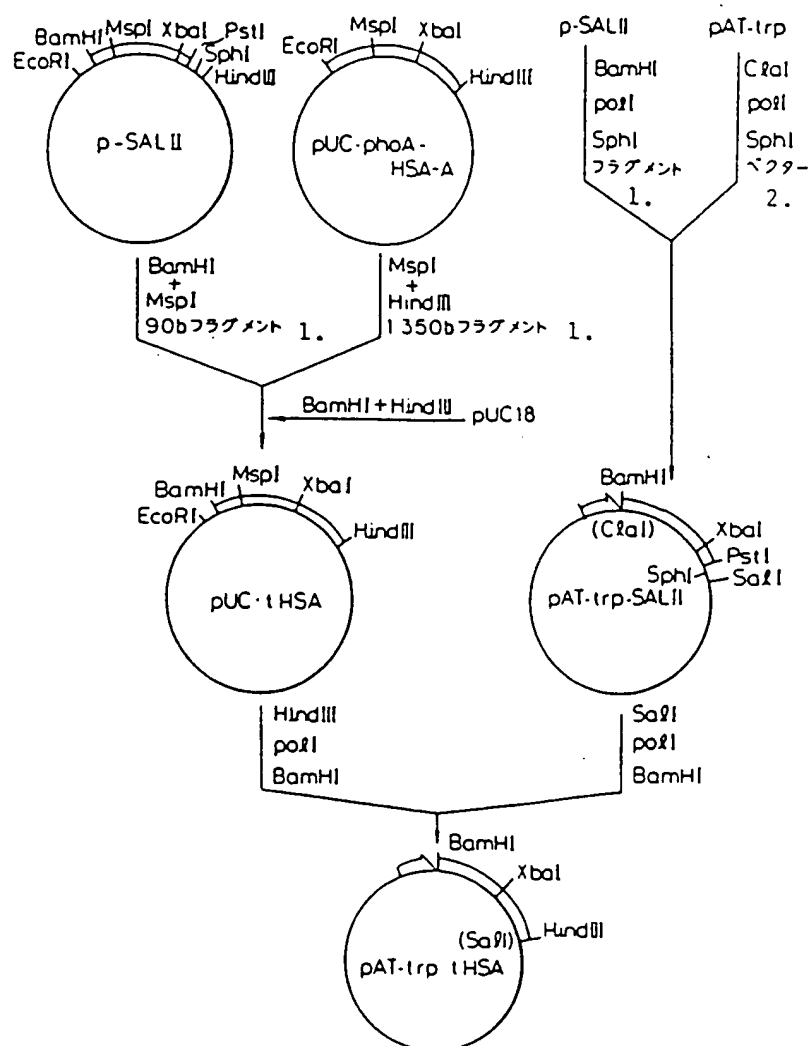 BamHI MspI XbaI PstI
EcoRI SphI
HindIII
p-SALII
EcoRI MspI XbaI
HindIII
pUC-phoA-
HSA-A
p-SALII
BamHI
polI
SphI
フラグメント
1.
pAT-trp
ClaI
polI
SphI
ベクター
2.
BamHI
+
MspI
90bフラグメント 1.
MspI
+
HindIII
1350bフラグメント 1.
BamHI+HindIII
pUC18
BamHI MspI XbaI
EcoRI
HindIII
pUC・tHSA
BamHI
(ClaI)
XbaI
PstI
SphI
SalI
pAT-trp-SALII
HindIII
polI
BamHI
SalI
polI
BamHI
BamHI
XbaI
(SalI) HindIII
pAT-trp tHSA